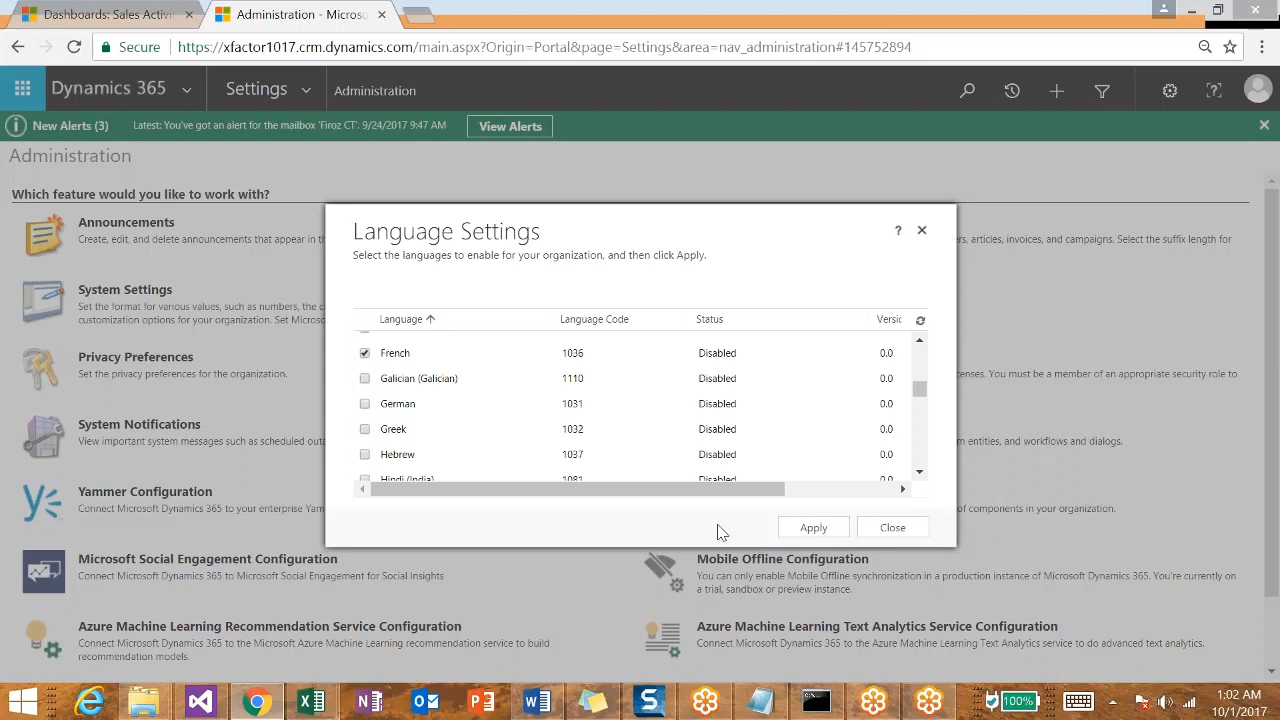 Dashboards: Sales Activi
Administration - Microso
Secure
https://xfactor1017.crm.dynamics.com/main.aspx?Origin=Portal&page=Settings&area=nav_administration#145752894
Dynamics 365
Settings
Administration
New Alerts (3)
Latest: You've got an alert for the mailbox 'Firoz CT'. 9/24/2017 9:47 AM
View Alerts
Administration
Which feature would you like to work with?
Announcements
Create, edit, and delete announcements that appear in th
rs, articles, invoices, and campaigns. Select the suffix length for
System Settings
Set the format for various values, such as numbers, the c
customization options for your organization. Set Microso
Privacy Preferences
Set the privacy preferences for the organization.
censes. You must be a member of an appropriate security role to
System Notifications
View important system messages such as scheduled outa
m entities, and workflows and dialogs.
Yammer Configuration
Connect Microsoft Dynamics 365 to your enterprise Yam
of components in your organization.
Language Settings
?
Select the languages to enable for your organization, and then click Apply.
Language
Language Code
Status
Versic
French 1036 Disabled 0.0
Galician (Galician) 1110 Disabled 0.0
German 1031 Disabled 0.0
Greek 1032 Disabled 0.0
Hebrew 1037 Disabled 0.0
Hindi (India) 1081 Disabled 0.0
Apply
Close
Microsoft Social Engagement Configuration
Connect Microsoft Dynamics 365 to Microsoft Social Engagement for Social Insights
Mobile Offline Configuration
You can only enable Mobile Offline synchronization in a production instance of Microsoft Dynamics 365. You're currently on
a trial, sandbox or preview instance.
Azure Machine Learning Recommendation Service Configuration
Connect Microsoft Dynamics 365 to the Microsoft Azure Machine Learning recommendation service to build
recommendation models.
Azure Machine Learning Text Analytics Service Configuration
Connect Microsoft Dynamics 365 to the Azure Machine Learning Text Analytics Service to add advanced text analytics.
100%
1:02 AM
10/1/2017